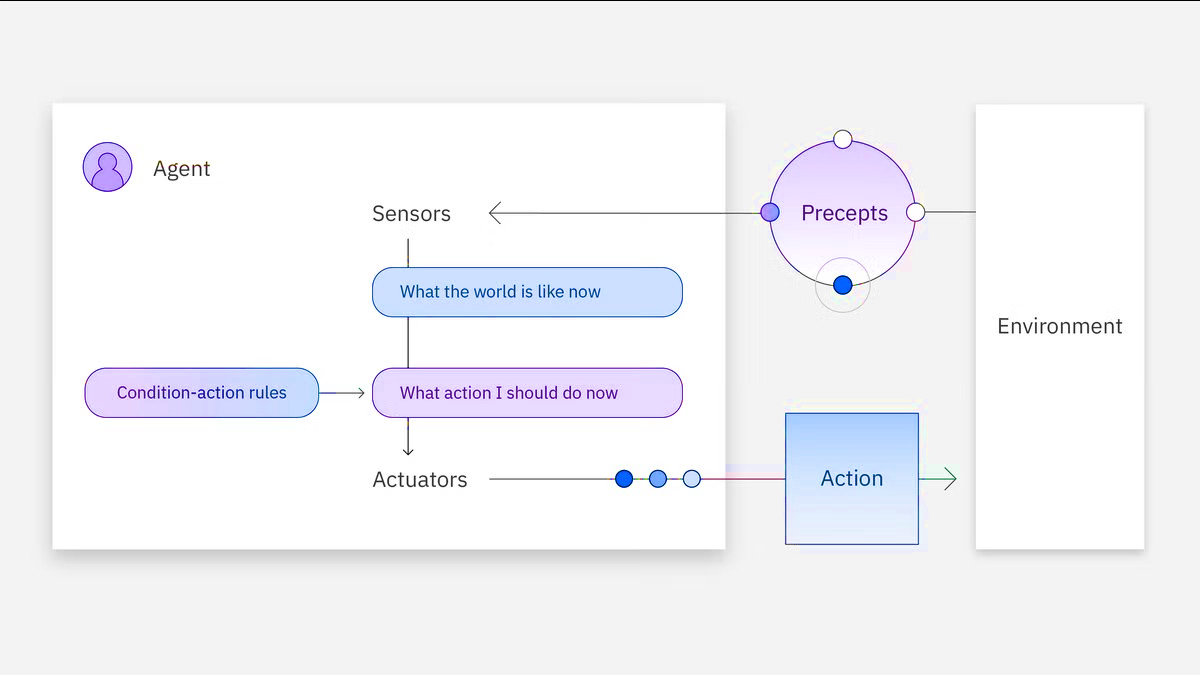 Agent
Sensors
Precepts
What the world is like now
Environment
Condition-action rules
What action I should do now
Actuators
Action